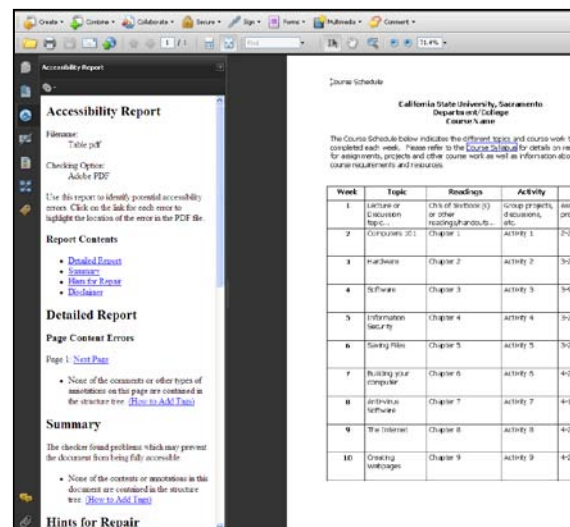 Create Combine Collaborate Secure Sign Forms Multimedia Comment
1 / 1 Find 71.4%
Accessibility Report
Accessibility Report
Filename:
Table.pdf
Checking Option:
Adobe PDF
Use this report to identify potential accessibility
errors. Click on the link for each error to
highlight the location of the error in the PDF file.
Report Contents
• Detailed Report
• Summary
• Hints for Repair
• Disclaimer
Detailed Report
Page Content Errors
Page 1: Next Page
• None of the comments or other types of
annotations on this page are contained in
the structure tree. (How to Add Tags)
Summary
The checker found problems which may prevent
the document from being fully accessible
• None of the contents or annotations in this
document are contained in the structure
tree. (How to Add Tags)
Hints for Repair
Course Schedule
California State University, Sacramento
Department/College
Course Name
The Course Schedule below indicates the different topics and course work
completed each week. Please refer to the Course Syllabus for details on
for assignments, projects and other course work as well as information
course requirements and resources.
Week Topic Readings Activity
1 Lecture or Discussion topic... Ch's of textbook(s) or other readings/handouts... Group projects, discussions, etc.
2 Computers 101 Chapter 1 Activity 1
3 Hardware Chapter 2 Activity 2
4 Software Chapter 3 Activity 3
5 Information Security Chapter 4 Activity 4
6 Saving Files Chapter 5 Activity 5
7 Building your computer Chapter 6 Activity 6
8 Antivirus Software Chapter 7 Activity 7
9 The Internet Chapter 8 Activity 8
10 Creating webpages Chapter 9 Activity 9